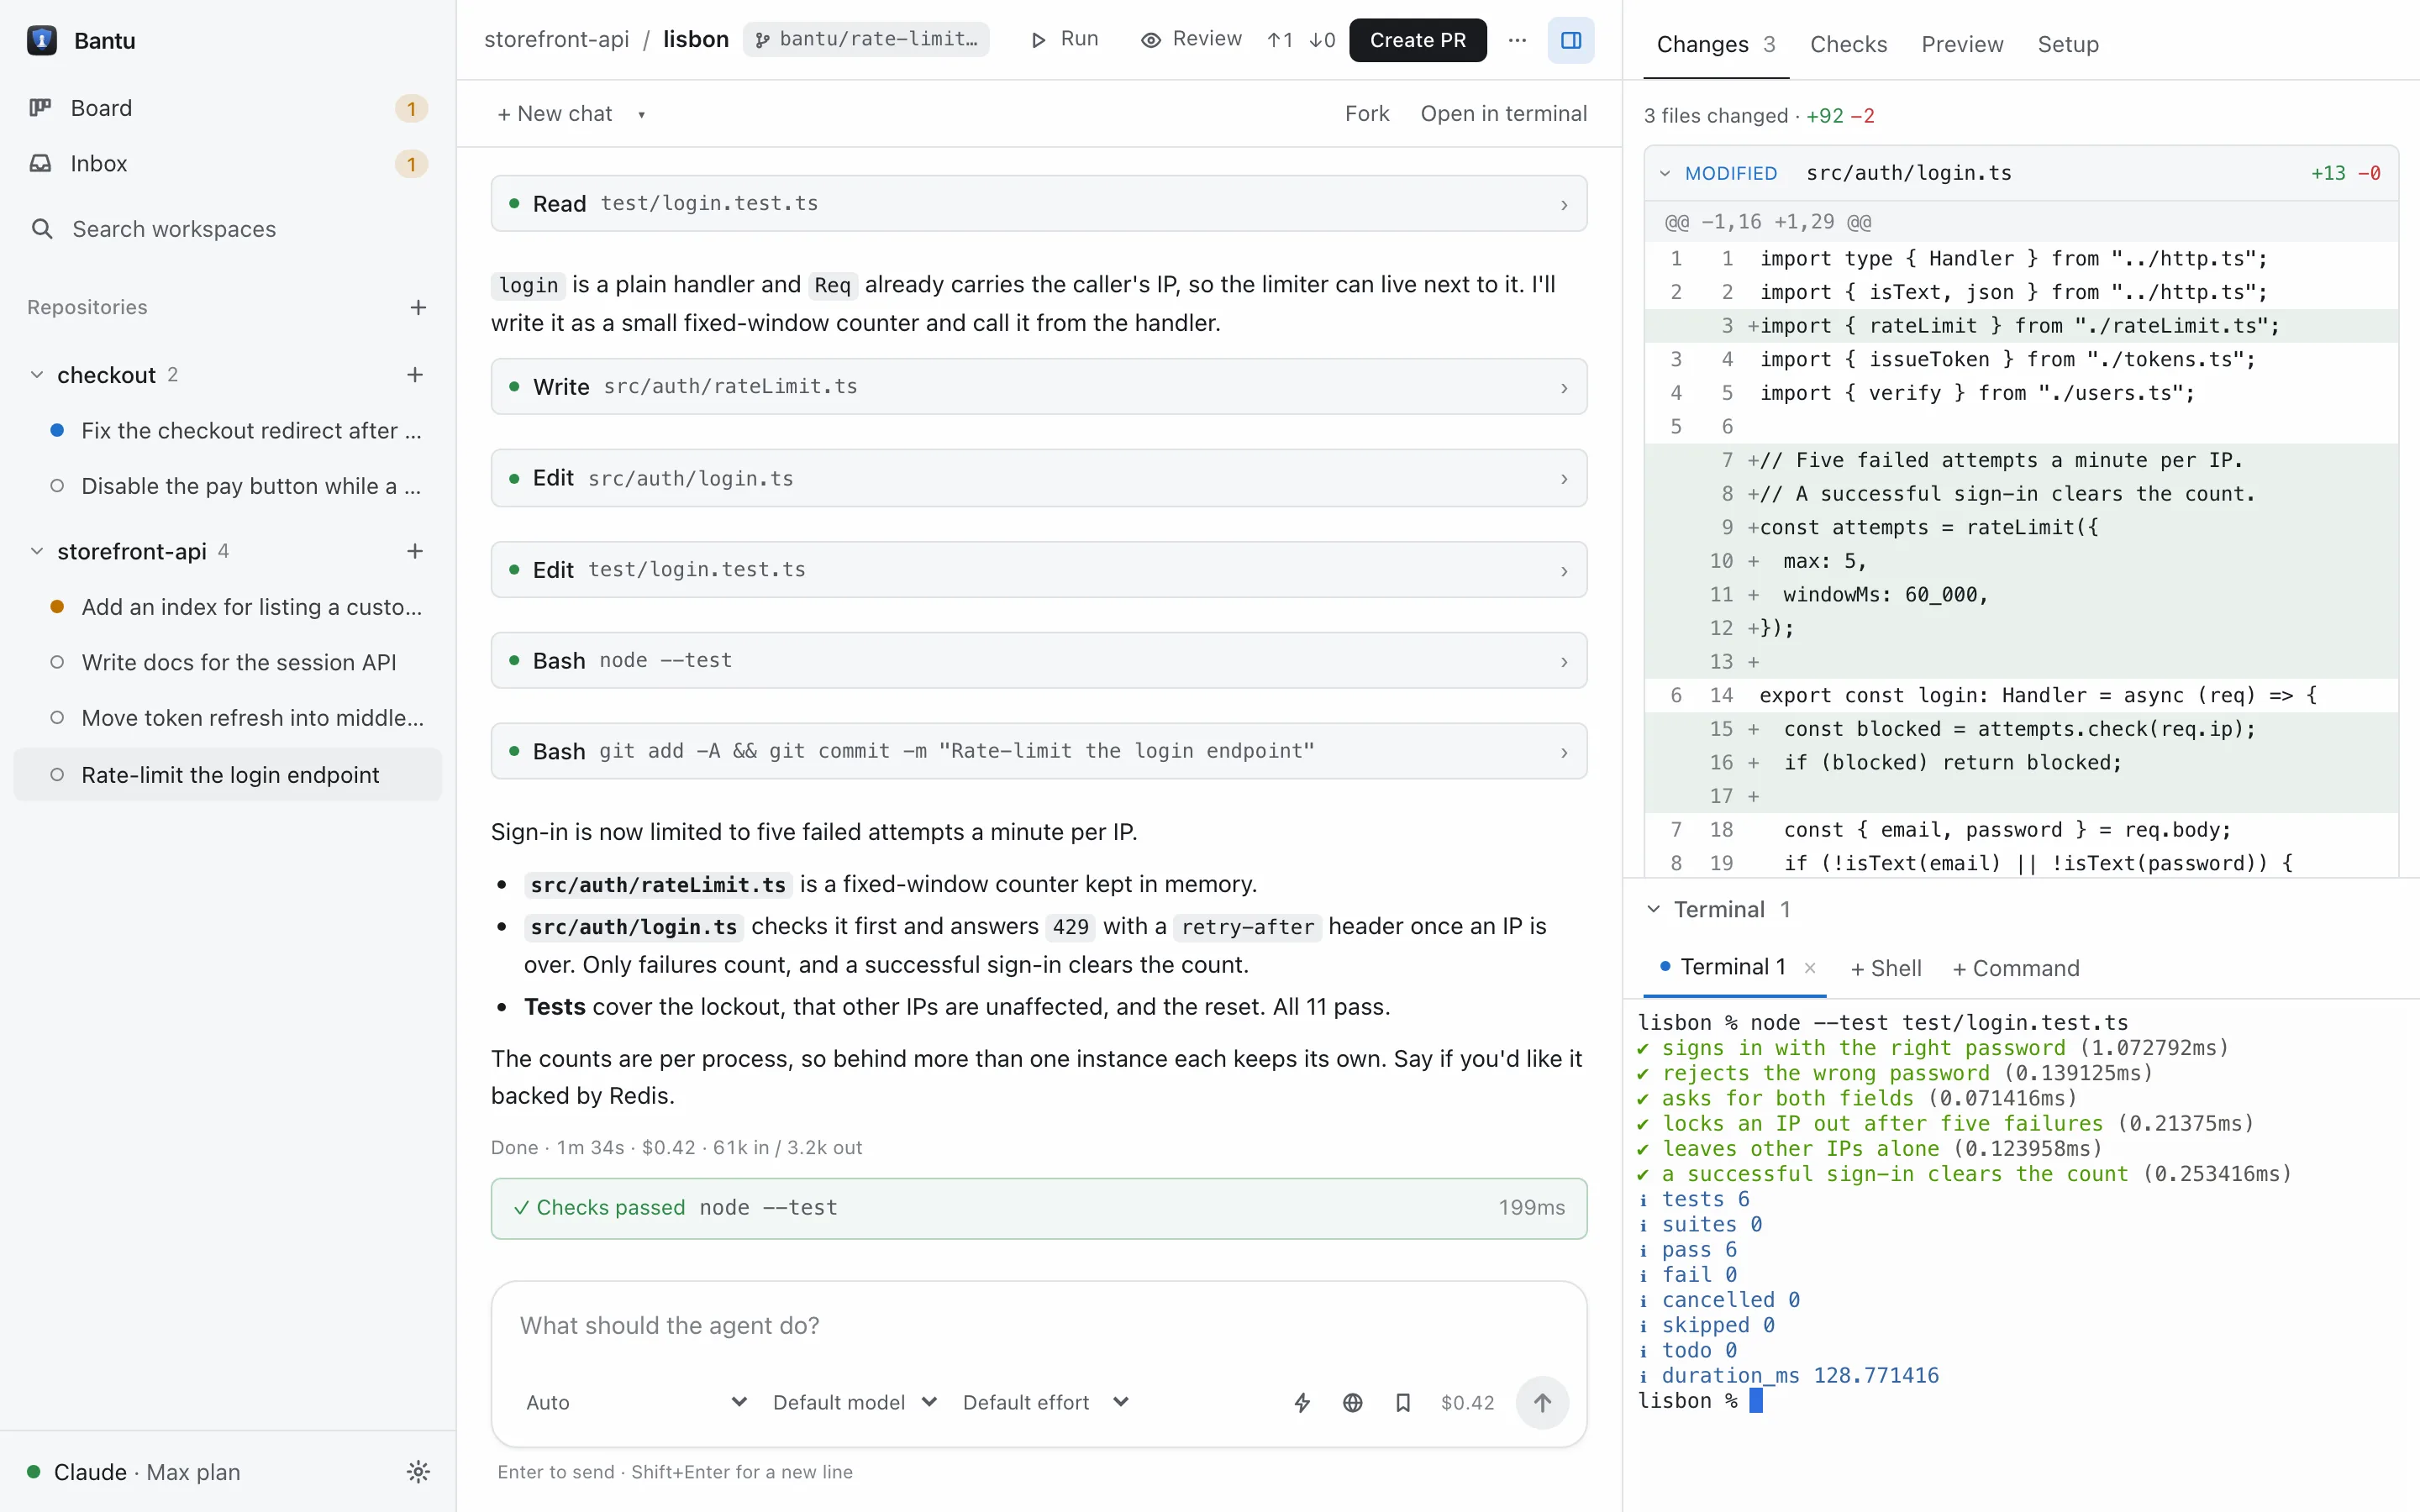 Bantu
Board 1
Inbox 1
Search workspaces
Repositories +
checkout 2 +
Fix the checkout redirect after ...
Disable the pay button while a ...
storefront-api 4 +
Add an index for listing a custo...
Write docs for the session API
Move token refresh into middle...
Rate-limit the login endpoint
Claude · Max plan
storefront-api / lisbon bantu/rate-limit... Run Review ↑1 ↓0 Create PR ···
+ New chat ▾ Fork Open in terminal
Read test/login.test.ts ›
login is a plain handler and Req already carries the caller's IP, so the limiter can live next to it. I'll
write it as a small fixed-window counter and call it from the handler.
Write src/auth/rateLimit.ts ›
Edit src/auth/login.ts ›
Edit test/login.test.ts ›
Bash node --test ›
Bash git add -A && git commit -m "Rate-limit the login endpoint" ›
Sign-in is now limited to five failed attempts a minute per IP.
• src/auth/rateLimit.ts is a fixed-window counter kept in memory.
• src/auth/login.ts checks it first and answers 429 with a retry-after header once an IP is
over. Only failures count, and a successful sign-in clears the count.
• Tests cover the lockout, that other IPs are unaffected, and the reset. All 11 pass.
The counts are per process, so behind more than one instance each keeps its own. Say if you'd like it
backed by Redis.
Done · 1m 34s · $0.42 · 61k in / 3.2k out
✓ Checks passed node --test 199ms
What should the agent do?
Auto Default model Default effort $0.42
Enter to send · Shift+Enter for a new line
Changes 3 Checks Preview Setup
3 files changed · +92 −2
MODIFIED src/auth/login.ts +13 −0
@@ −1,16 +1,29 @@
1 1 import type { Handler } from "../http.ts";
2 2 import { isText, json } from "../http.ts";
3 +import { rateLimit } from "./rateLimit.ts";
3 4 import { issueToken } from "./tokens.ts";
4 5 import { verify } from "./users.ts";
5 6
7 +// Five failed attempts a minute per IP.
8 +// A successful sign-in clears the count.
9 +const attempts = rateLimit({
10 + max: 5,
11 + windowMs: 60_000,
12 +});
13 +
6 14 export const login: Handler = async (req) => {
15 + const blocked = attempts.check(req.ip);
16 + if (blocked) return blocked;
17 +
7 18 const { email, password } = req.body;
8 19 if (!isText(email) || !isText(password)) {
Terminal 1
Terminal 1 × + Shell + Command
lisbon % node --test test/login.test.ts
✔ signs in with the right password (1.072792ms)
✔ rejects the wrong password (0.139125ms)
✔ asks for both fields (0.071416ms)
✔ locks an IP out after five failures (0.21375ms)
✔ leaves other IPs alone (0.123958ms)
✔ a successful sign-in clears the count (0.253416ms)
ℹ tests 6
ℹ suites 0
ℹ pass 6
ℹ fail 0
ℹ cancelled 0
ℹ skipped 0
ℹ todo 0
ℹ duration_ms 128.771416
lisbon %